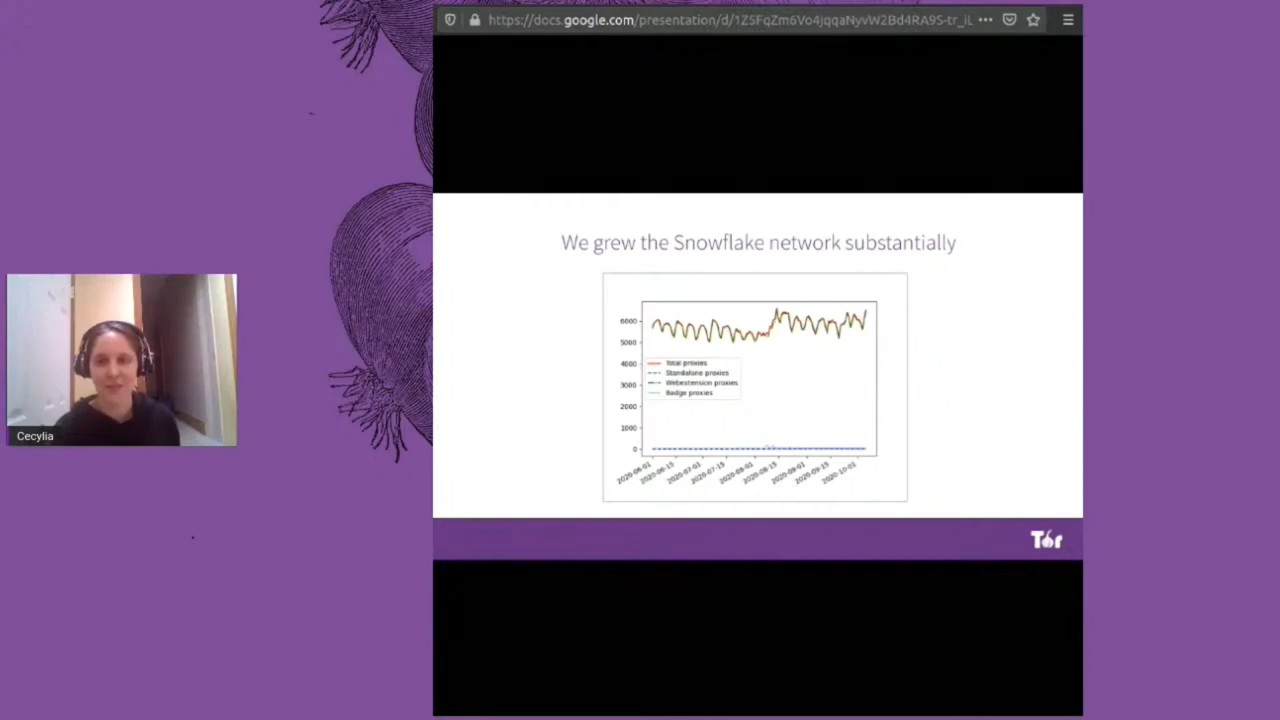 https://docs.google.com/presentation/d/1Z5FqZm6Vo4jqqaNyvW2Bd4RA9S-tr_iL
We grew the Snowflake network substantially
6000
5000
4000
3000
2000
1000
0
Total proxies
Standalone proxies
Webextension proxies
Badge proxies
2020-06-01
2020-06-15
2020-07-01
2020-07-15
2020-08-01
2020-08-15
2020-09-01
2020-09-15
2020-10-01
Cecylia
Tor